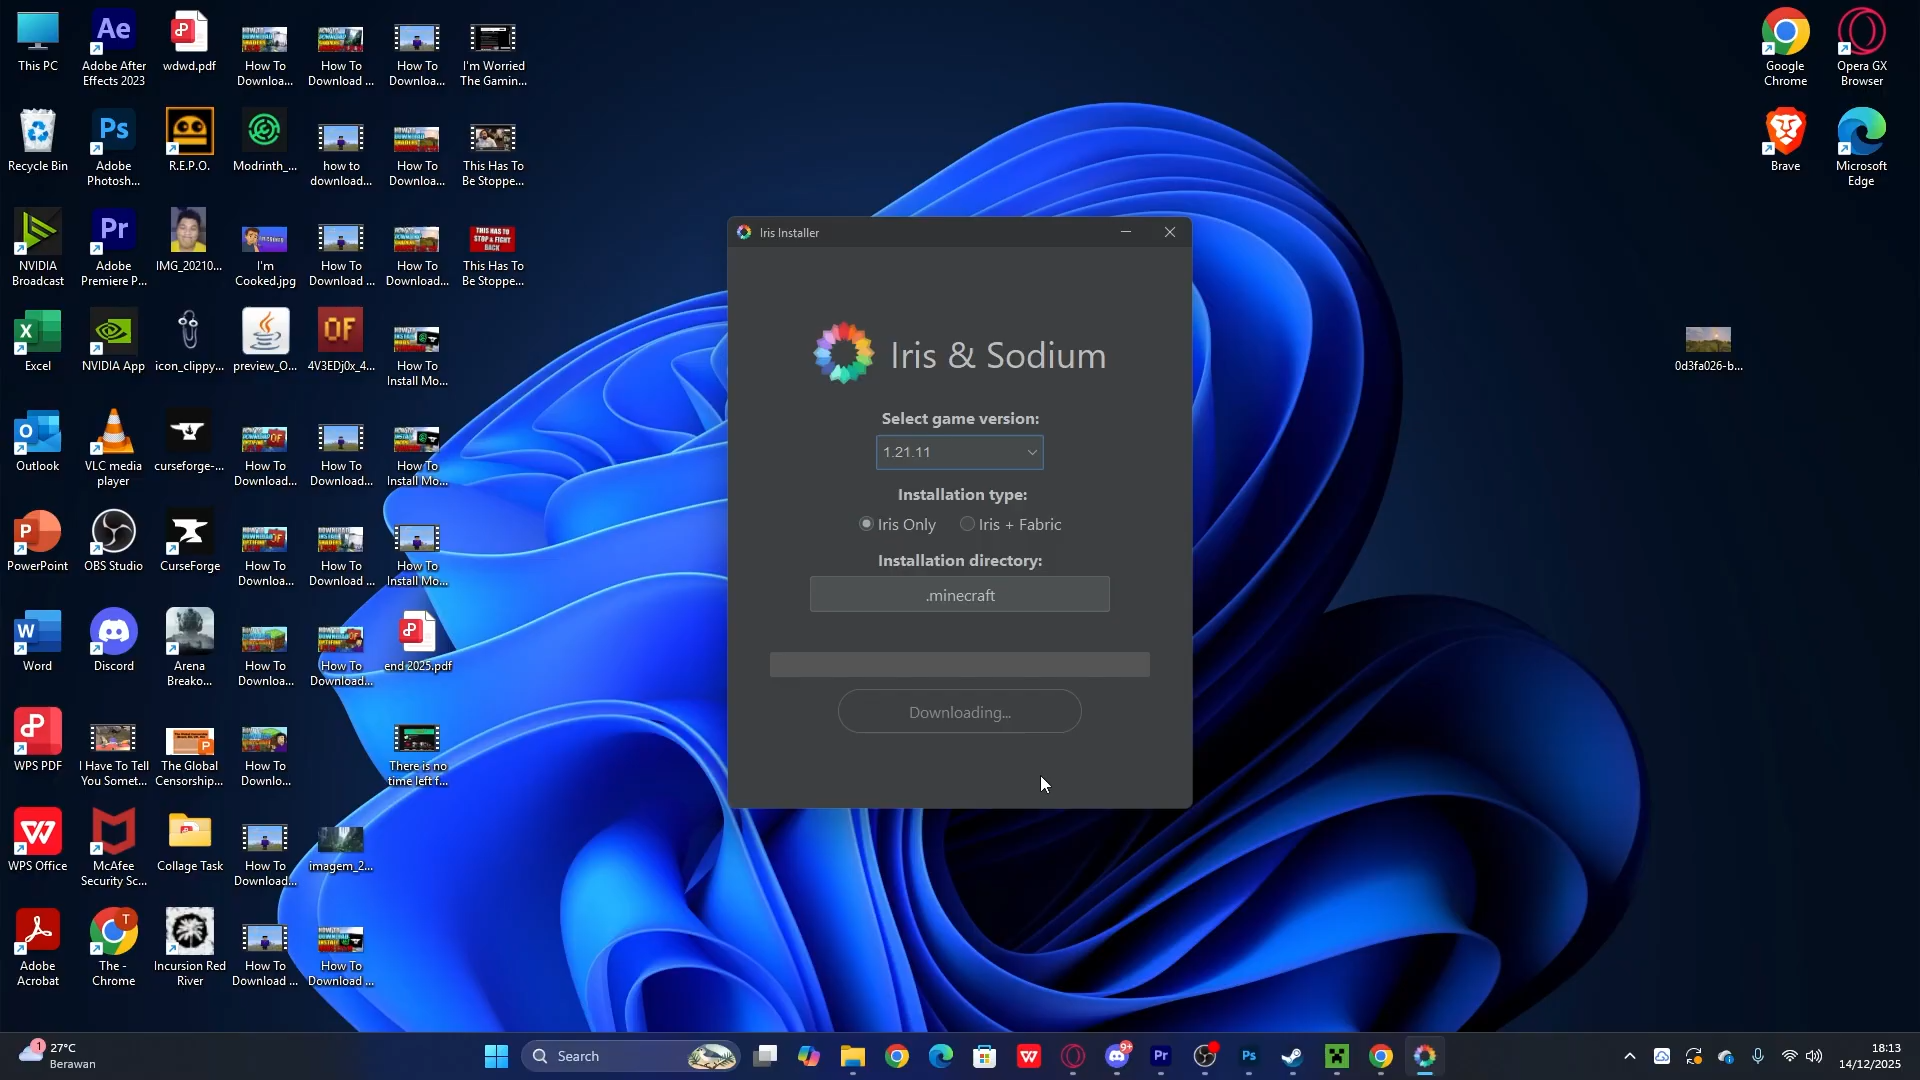 This PC
Adobe After
Effects 2023
wdwd.pdf
How To
Downloa...
How To
Download ...
How To
Downloa...
I'm Worried
The Gamin...
Google
Chrome
Opera GX
Browser
Recycle Bin
Adobe
Photosh...
R.E.P.O.
Modrinth_...
how to
download...
How To
Downloa...
This Has To
Be Stoppe...
Brave
Microsoft
Edge
NVIDIA
Broadcast
Adobe
Premiere P...
IMG_20210...
I'm
Cooked.jpg
How To
Download ...
How To
Download...
THIS HAS TO
STOP & FIGHT
BACK
This Has To
Be Stoppe...
Iris Installer
Iris & Sodium
Select game version:
1.21.11
Installation type:
Iris Only
Iris + Fabric
Installation directory:
.minecraft
Downloading...
Excel
NVIDIA App
icon_clippy...
preview_O...
OF
4V3EDj0x_4...
How To
Install Mo...
0d3fa026-b...
Outlook
VLC media
player
curseforge-...
How To
Download...
How To
Download...
How To
Install Mo...
PowerPoint
OBS Studio
CurseForge
How To
Downloa...
How To
Download ...
How To
Install Mo...
Word
Discord
Arena
Breako...
How To
Downloa...
How To
Download...
end 2025.pdf
WPS PDF
I Have To Tell
You Somet...
The Global
Censorship...
How To
Downlo...
There is no
time left f...
WPS Office
McAfee
Security Sc...
Collage Task
How To
Download...
imagem_2...
Adobe
Acrobat
The -
Chrome
Incursion Red
River
How To
Download ...
How To
Download ...
1
27°C
Berawan
Search
9+
18:13
14/12/2025